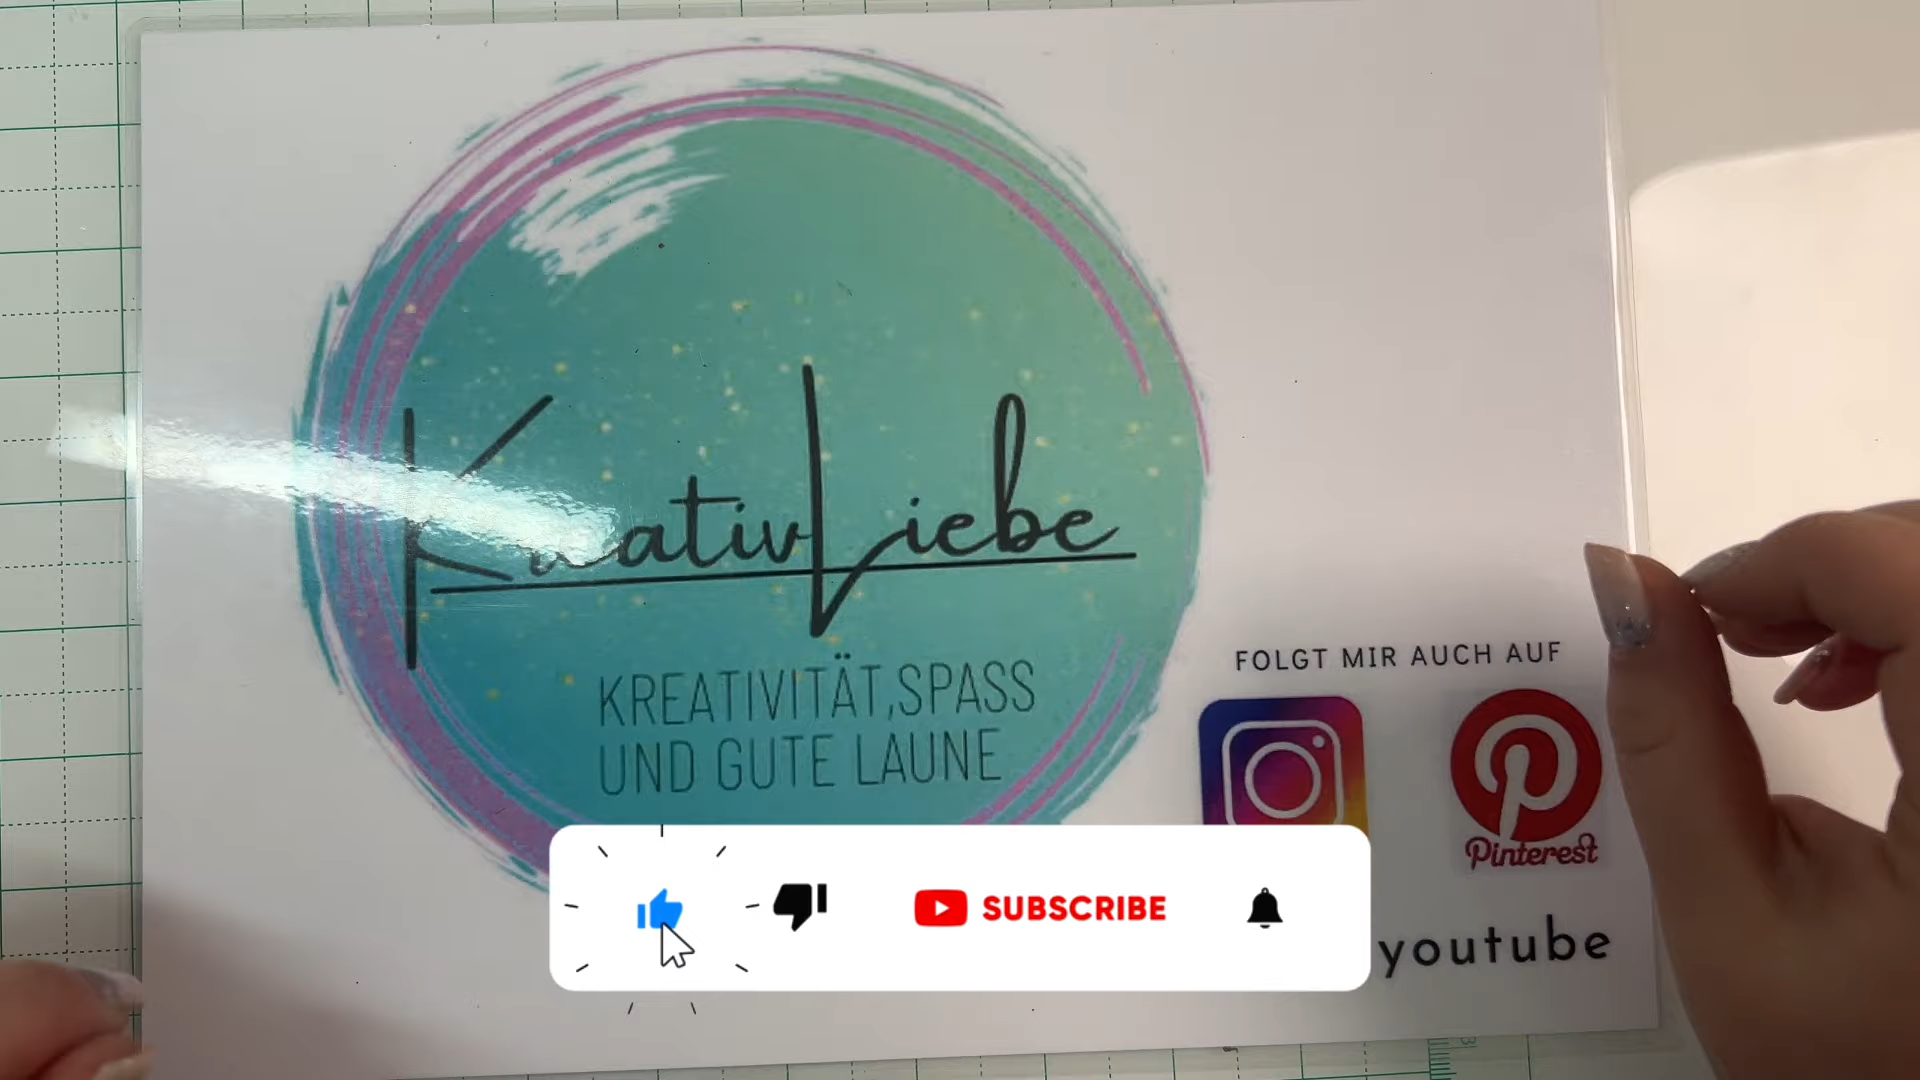 KreativLiebe
KREATIVITÄT,SPASS
UND GUTE LAUNE
FOLGT MIR AUCH AUF
Pinterest
SUBSCRIBE
youtube